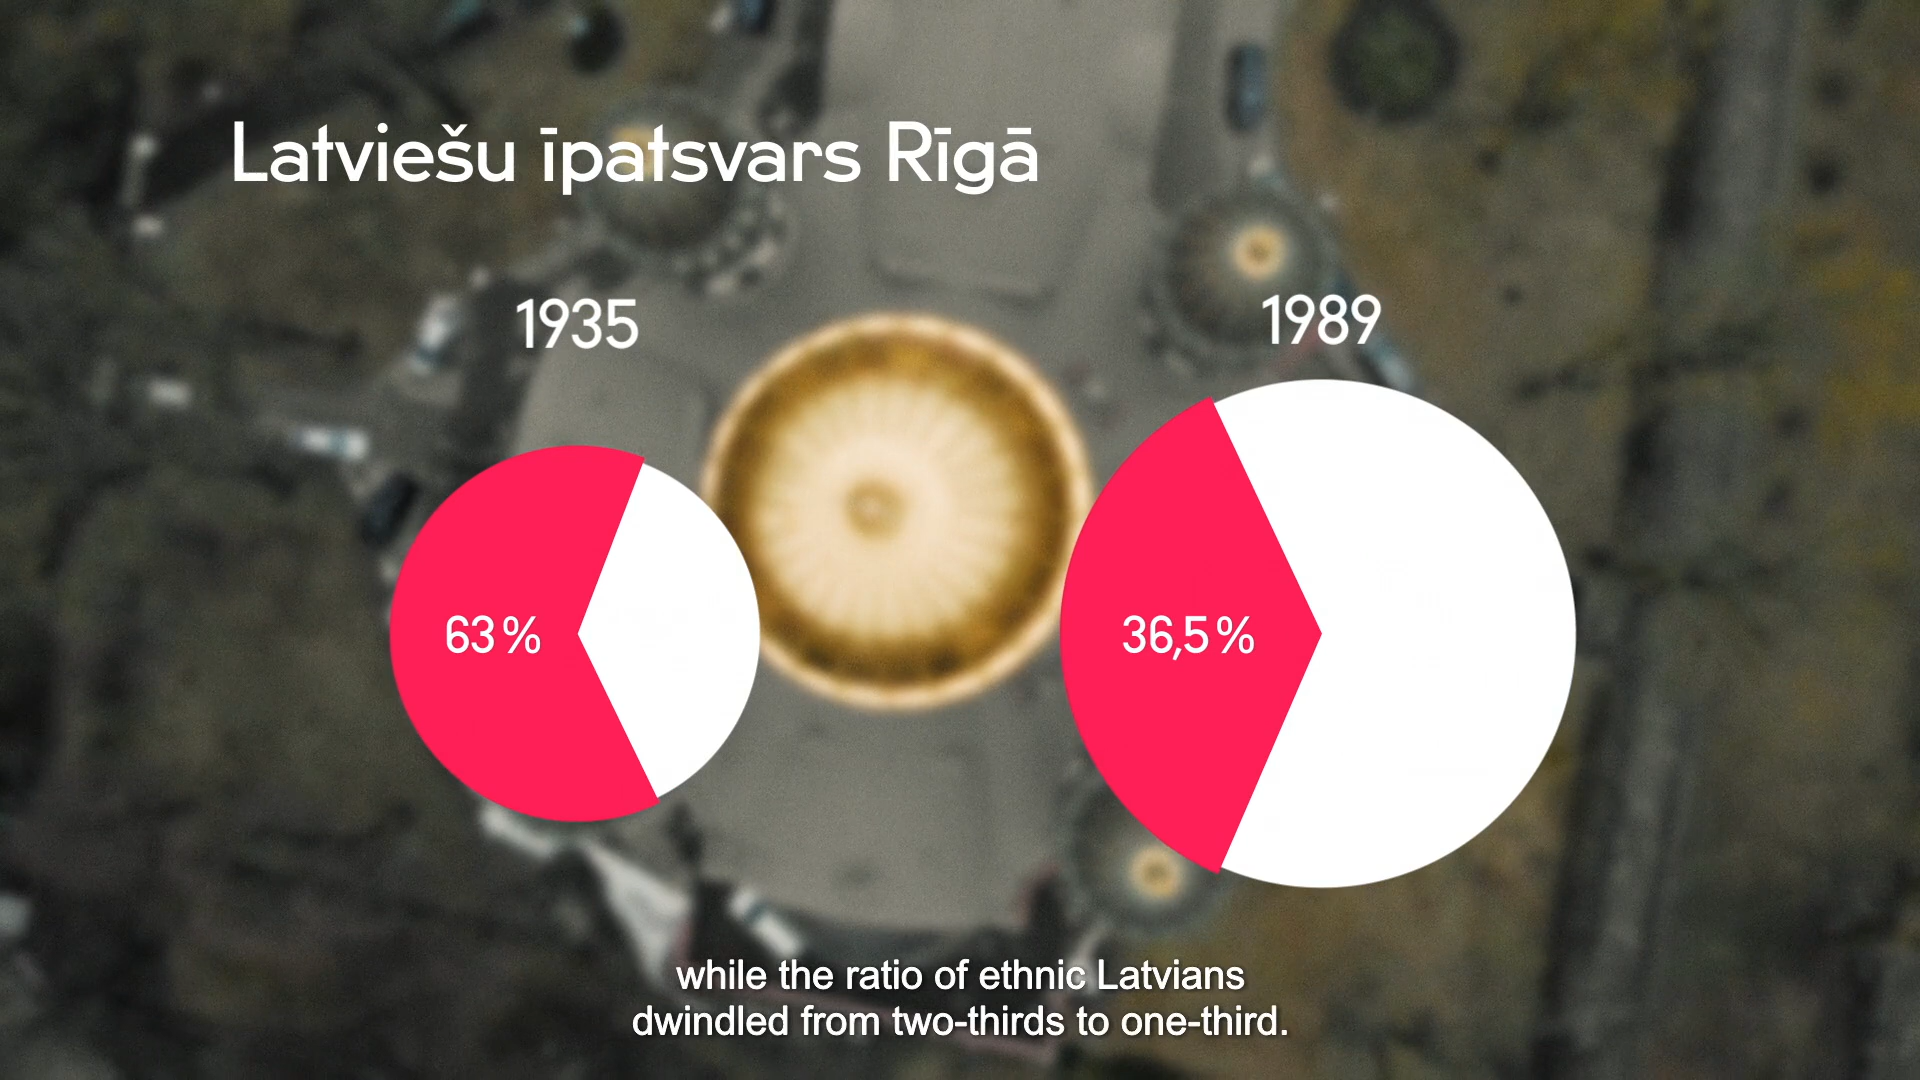 Latviešu īpatsvars Rīgā
1935
1989
63%
36,5%
while the ratio of ethnic Latvians
dwindled from two-thirds to one-third.